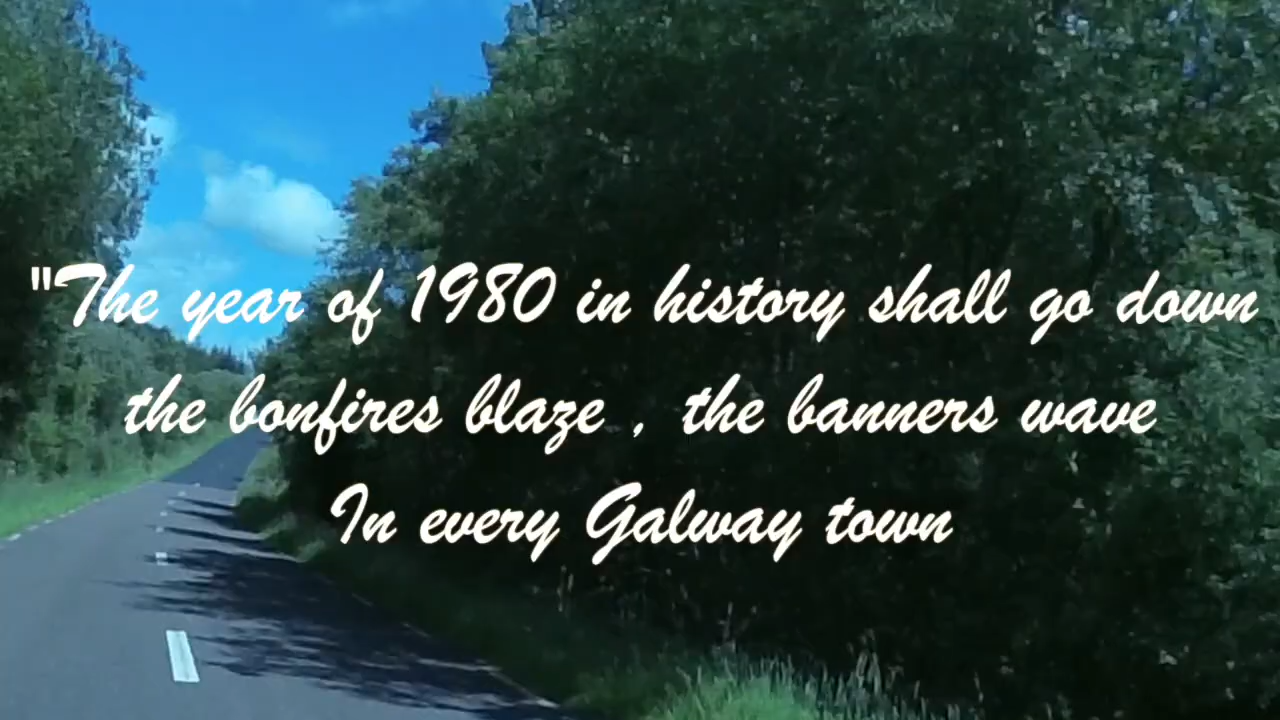 "The year of 1980 in history shall go down
the bonfires blaze , the banners wave
In every Galway town